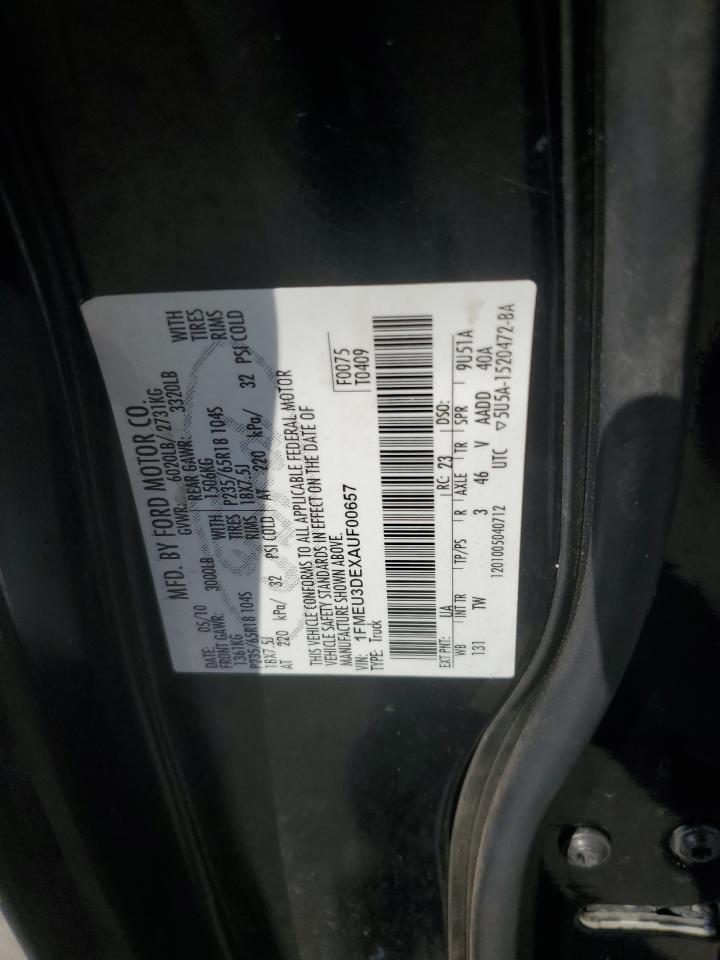 MFD. BY FORD MOTOR CO.
DATE: 05/10 GVWR: 6020LB/ 2731KG
FRONT GAWR: 3000LB REAR GAWR: 3320LB
1361KG WITH 1506KG WITH
P235/65R18 104S TIRES P235/65R18 104S TIRES
18X7.5J RIMS 18X7.5J RIMS
AT 220 kPa/ 32 PSI COLD AT 220 kPa/ 32 PSI COLD
THIS VEHICLE CONFORMS TO ALL APPLICABLE FEDERAL MOTOR
VEHICLE SAFETY STANDARDS IN EFFECT ON THE DATE OF
MANUFACTURE SHOWN ABOVE.
VIN: 1FMEU3DEXAUF00657 F0075
TYPE: Truck T0409
EXT PNT: UA RC: 23 DSO:
WB INT TR TP/PS R AXLE TR SPR 9U51A
131 TW 3 46 V AADD 40A
1201005040712 UTC ▽5U5A-1520472-BA